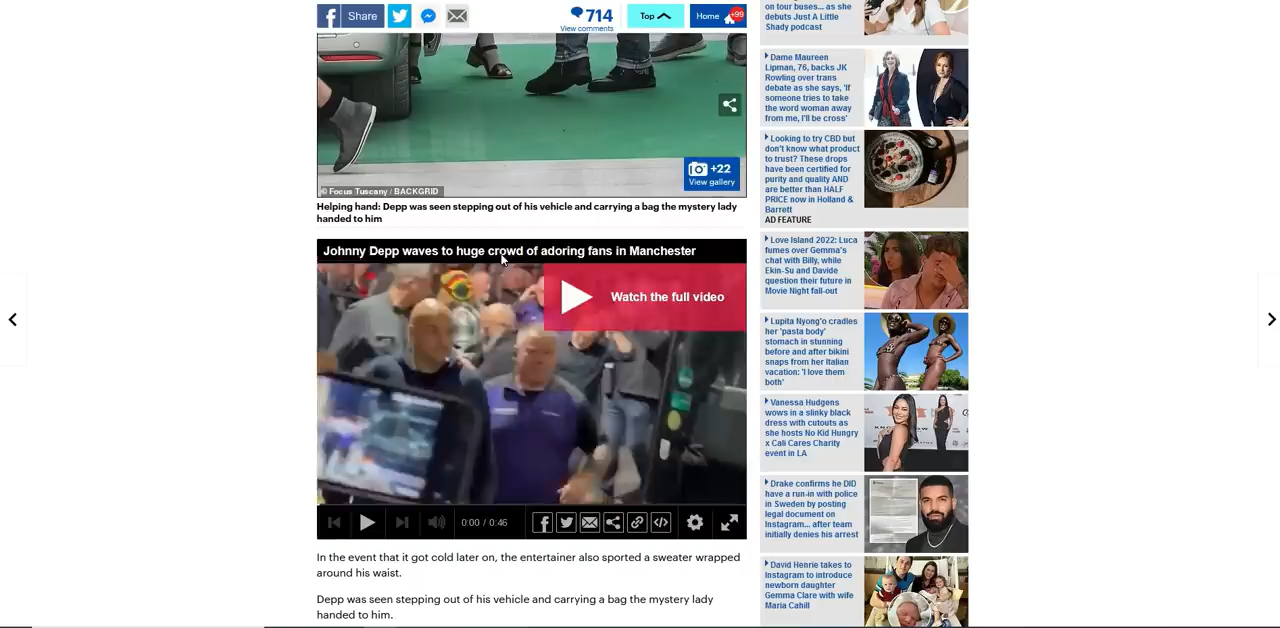 Share
714
View comments
Top
Home
+99
+22
View gallery
© Focus Tuscany / BACKGRID
Helping hand: Depp was seen stepping out of his vehicle and carrying a bag the mystery lady
handed to him
Johnny Depp waves to huge crowd of adoring fans in Manchester
Watch the full video
0:00 / 0:46
In the event that it got cold later on, the entertainer also sported a sweater wrapped
around his waist.
Depp was seen stepping out of his vehicle and carrying a bag the mystery lady
handed to him.
on tour buses... as she
debuts Just A Little
Shady podcast
Dame Maureen
Lipman, 76, backs JK
Rowling over trans
debate as she says, 'If
someone tries to take
the word woman away
from me, I'll be cross'
Looking to try CBD but
don't know what product
to trust? These drops
have been certified for
purity and quality AND
are better than HALF
PRICE now in Holland &
Barrett
AD FEATURE
Love Island 2022: Luca
fumes over Gemma's
chat with Billy, while
Ekin-Su and Davide
question their future in
Movie Night fall-out
Lupita Nyong'o cradles
her 'pasta body'
stomach in stunning
before and after bikini
snaps from her Italian
vacation: 'I love them
both'
Vanessa Hudgens
wows in a slinky black
dress with cutouts as
she hosts No Kid Hungry
x Cali Cares Charity
event in LA
Drake confirms he DID
have a run-in with police
in Sweden by posting
legal document on
Instagram... after team
initially denies his arrest
David Henrie takes to
Instagram to introduce
newborn daughter
Gemma Clare with wife
Maria Cahill